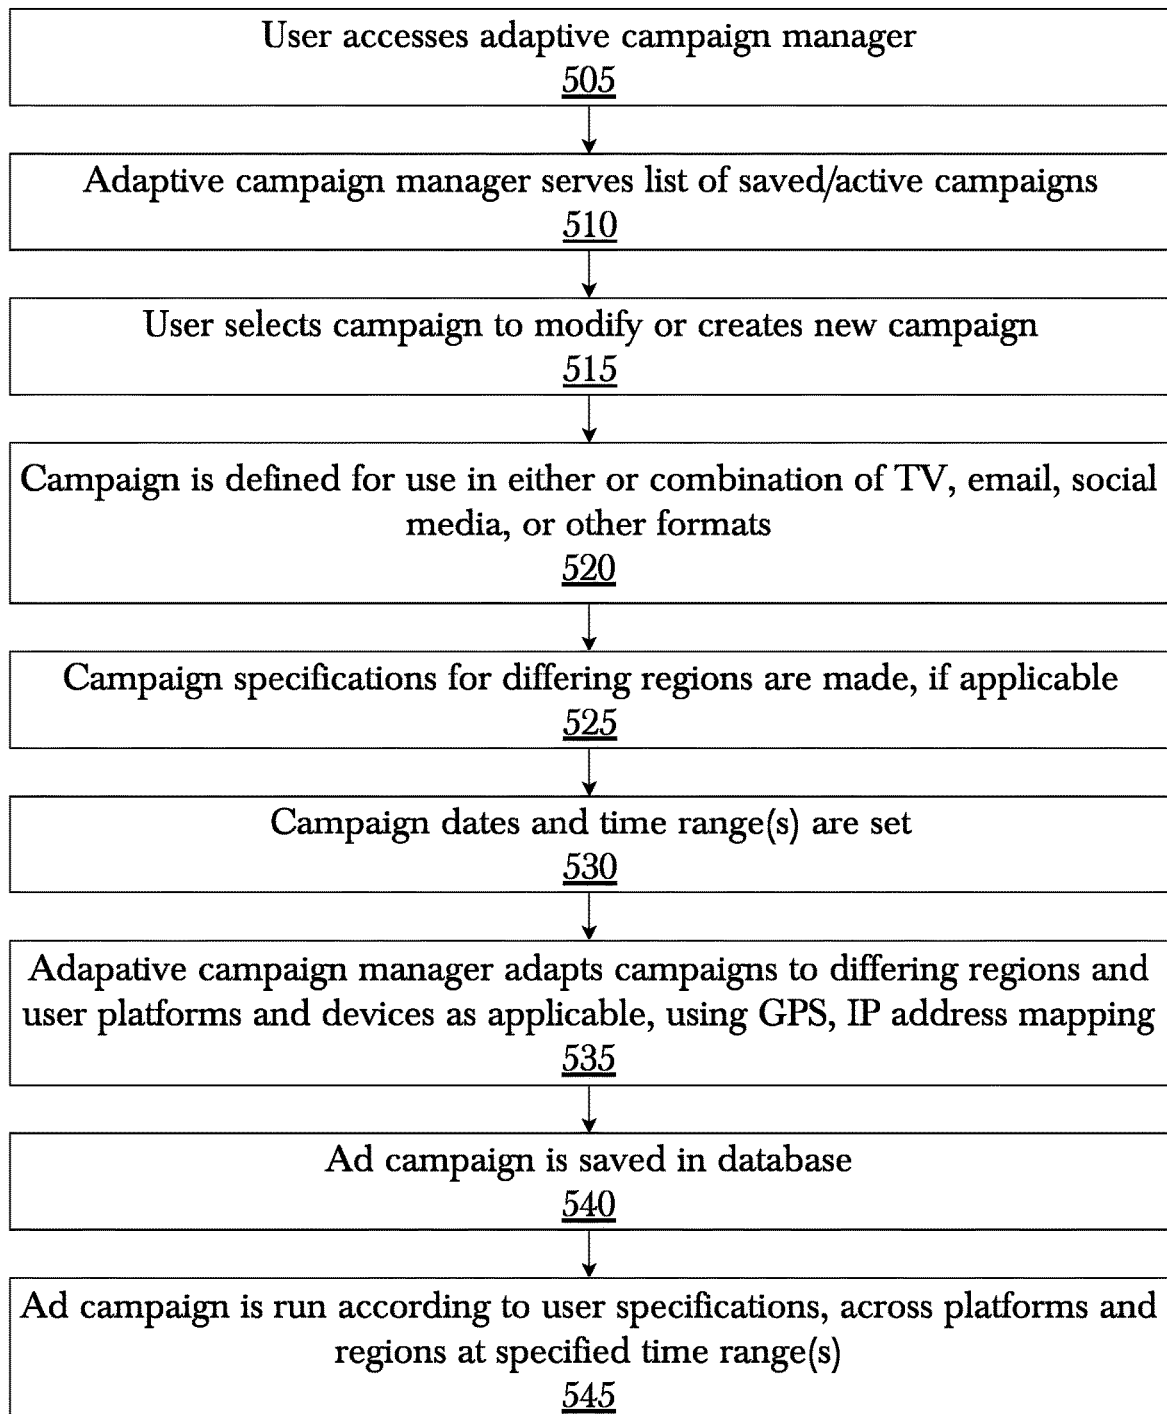 User accesses adaptive campaign manager
505
Adaptive campaign manager serves list of saved/active campaigns
510
User selects campaign to modify or creates new campaign
515
Campaign is defined for use in either or combination of TV, email, social
media, or other formats
520
Campaign specifications for differing regions are made, if applicable
525
Campaign dates and time range(s) are set
530
Adapative campaign manager adapts campaigns to differing regions and
user platforms and devices as applicable, using GPS, IP address mapping
535
Ad campaign is saved in database
540
Ad campaign is run according to user specifications, across platforms and
regions at specified time range(s)
545